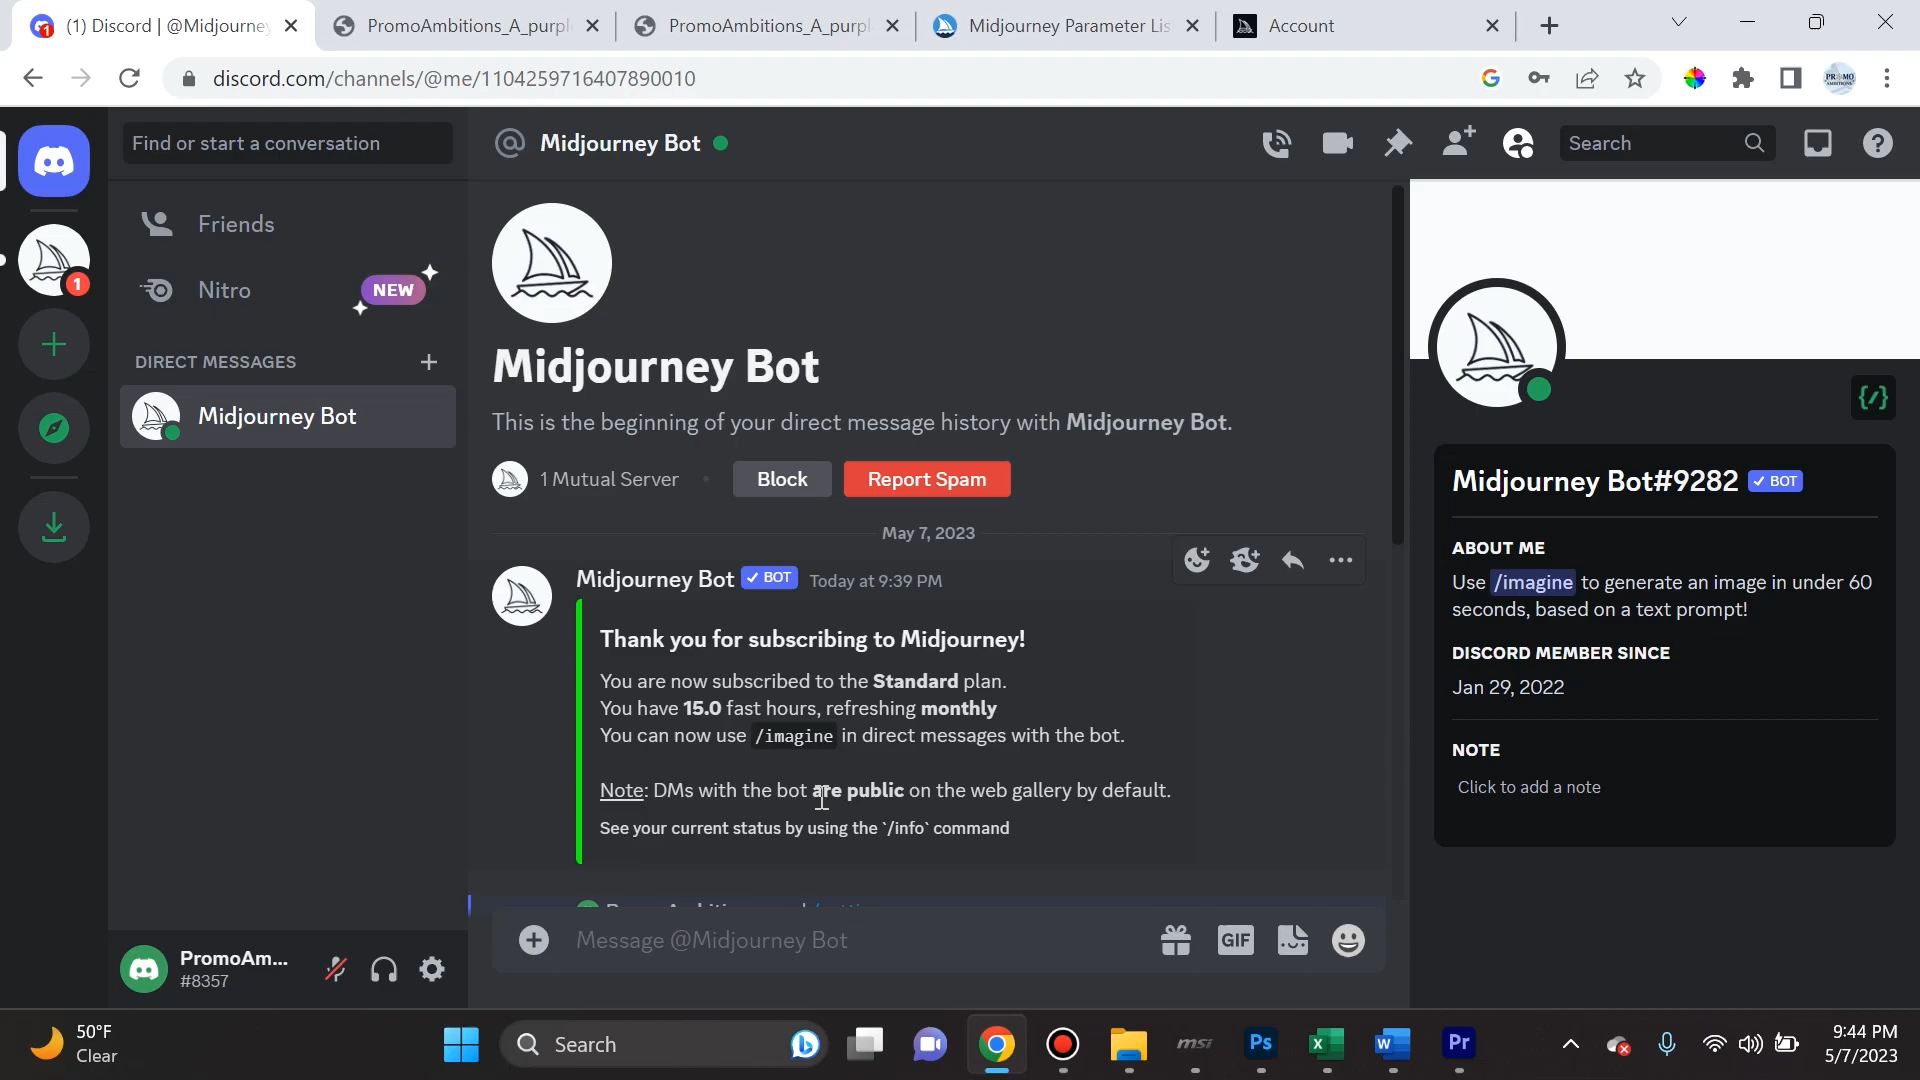 (1) Discord | @Midjourney
PromoAmbitions_A_purpl
PromoAmbitions_A_purpl
Midjourney Parameter Lis
Account
discord.com/channels/@me/1104259716407890010
Find or start a conversation
Midjourney Bot
Search
1
Friends
Nitro
NEW
DIRECT MESSAGES
Midjourney Bot
Midjourney Bot
This is the beginning of your direct message history with Midjourney Bot.
1 Mutual Server
Block
Report Spam
May 7, 2023
Midjourney Bot BOT Today at 9:39 PM
Thank you for subscribing to Midjourney!
You are now subscribed to the Standard plan.
You have 15.0 fast hours, refreshing monthly
You can now use /imagine in direct messages with the bot.
Note: DMs with the bot are public on the web gallery by default.
See your current status by using the `/info` command
Message @Midjourney Bot
GIF
Midjourney Bot#9282 BOT
ABOUT ME
Use /imagine to generate an image in under 60
seconds, based on a text prompt!
DISCORD MEMBER SINCE
Jan 29, 2022
NOTE
Click to add a note
PromoAm...
#8357
50°F
Clear
Search
msi
Ps
X
W
Pr
9:44 PM
5/7/2023